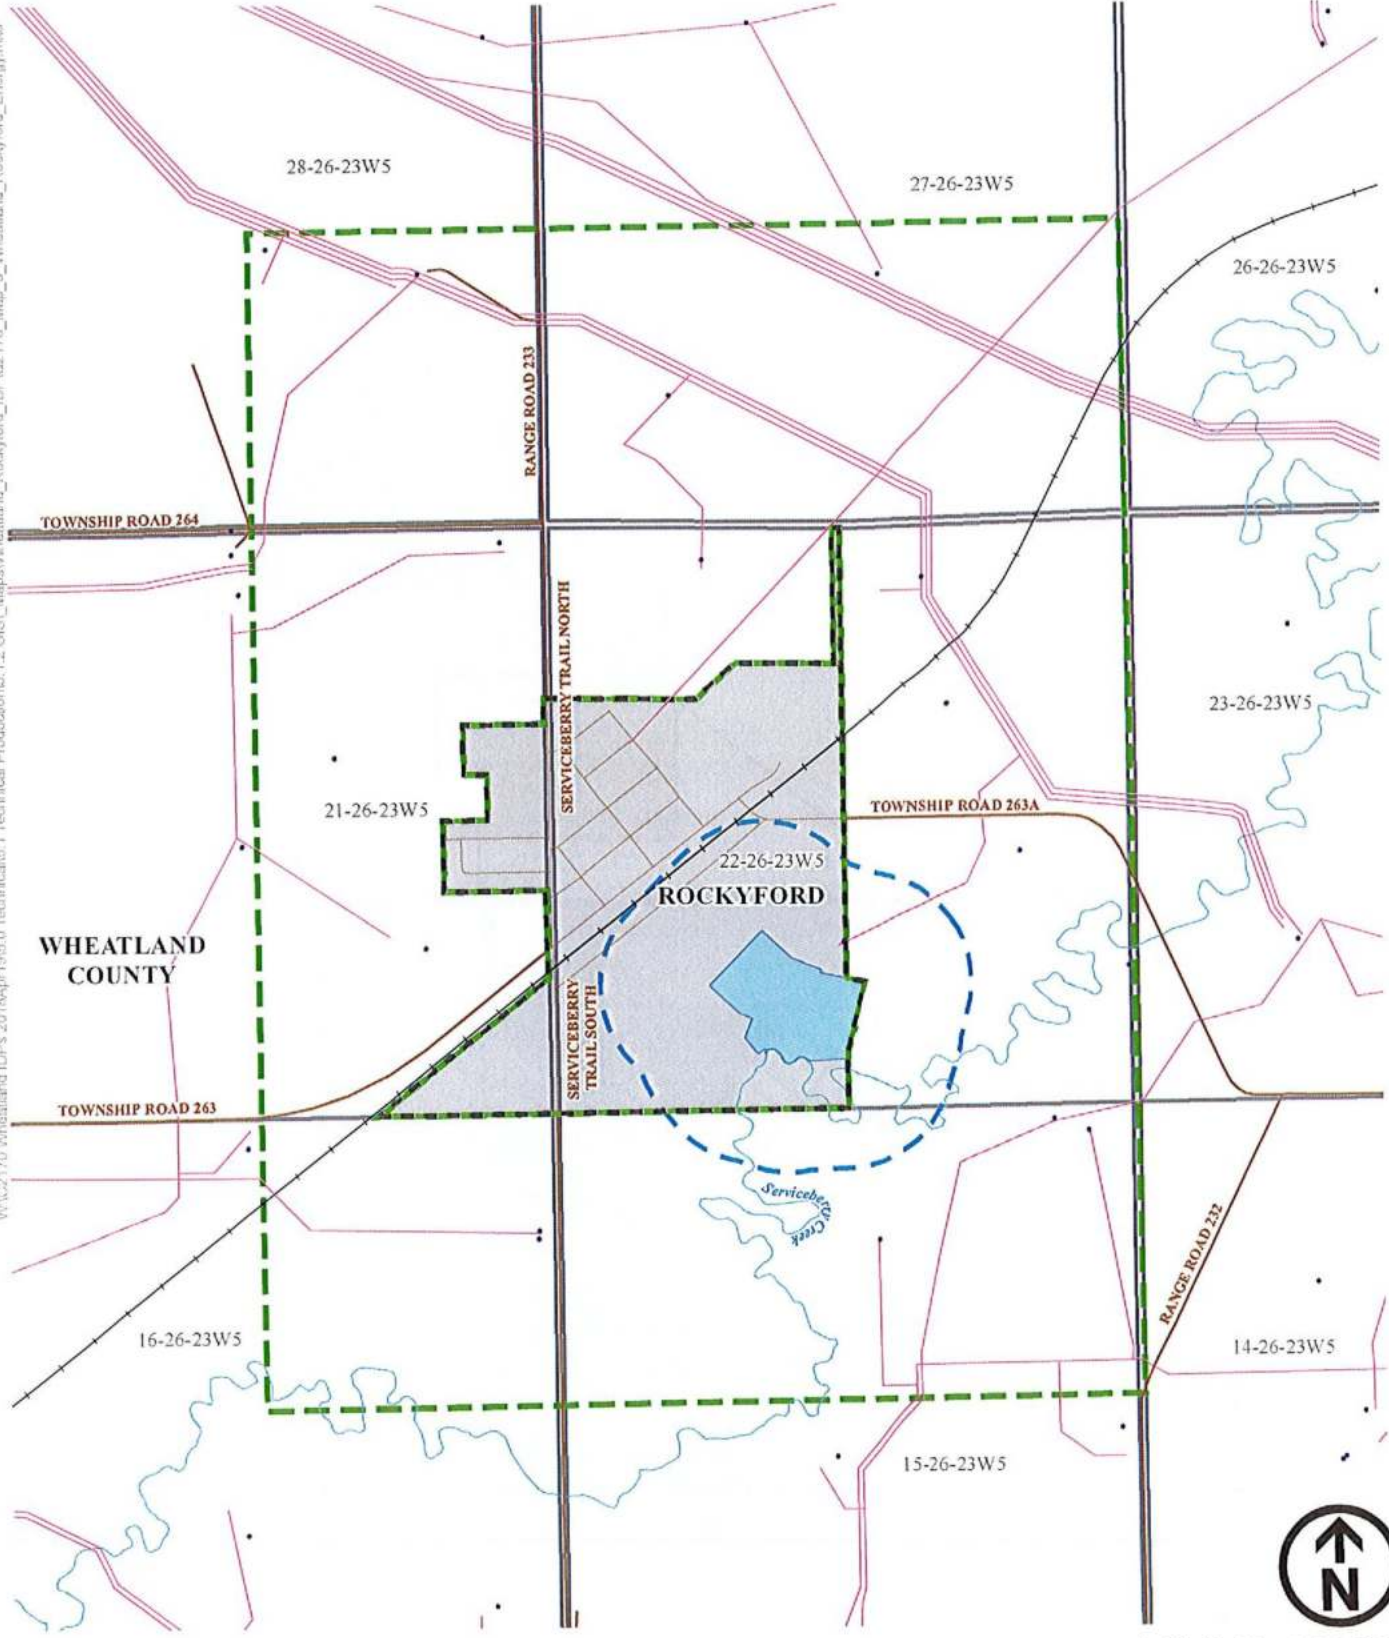 28-26-23W5
27-26-23W5
26-26-23W5
RANGE ROAD 233
TOWNSHIP ROAD 264
SERVICEBERRY TRAIL NORTH
23-26-23W5
21-26-23W5
TOWNSHIP ROAD 263A
22-26-23W5
ROCKYFORD
WHEATLAND
COUNTY
SERVICEBERRY
TRAIL SOUTH
TOWNSHIP ROAD 263
Serviceberry
Creek
RANGE ROAD 232
16-26-23W5
14-26-23W5
15-26-23W5
N